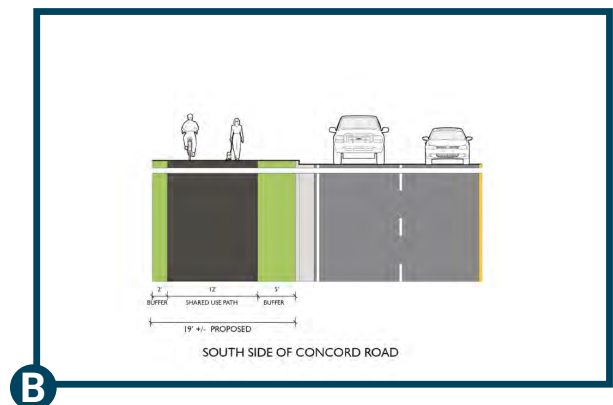 2' 12' 5'
BUFFER SHARED USE PATH BUFFER
19' +/- PROPOSED
SOUTH SIDE OF CONCORD ROAD
B